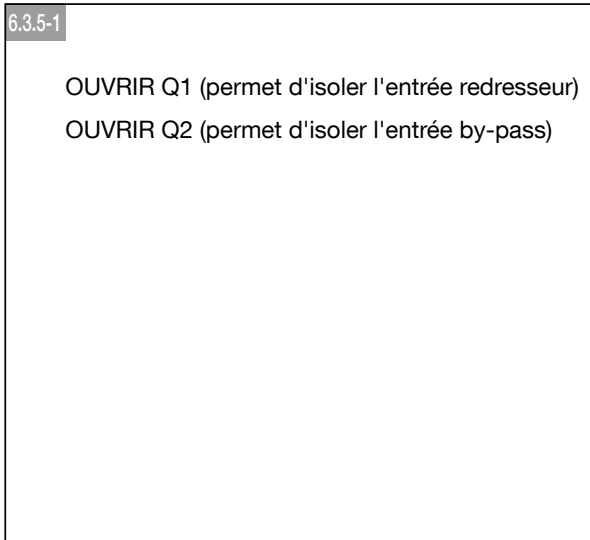 6.3.5-1
OUVRIR Q1 (permet d'isoler l'entrée redresseur)
OUVRIR Q2 (permet d'isoler l'entrée by-pass)